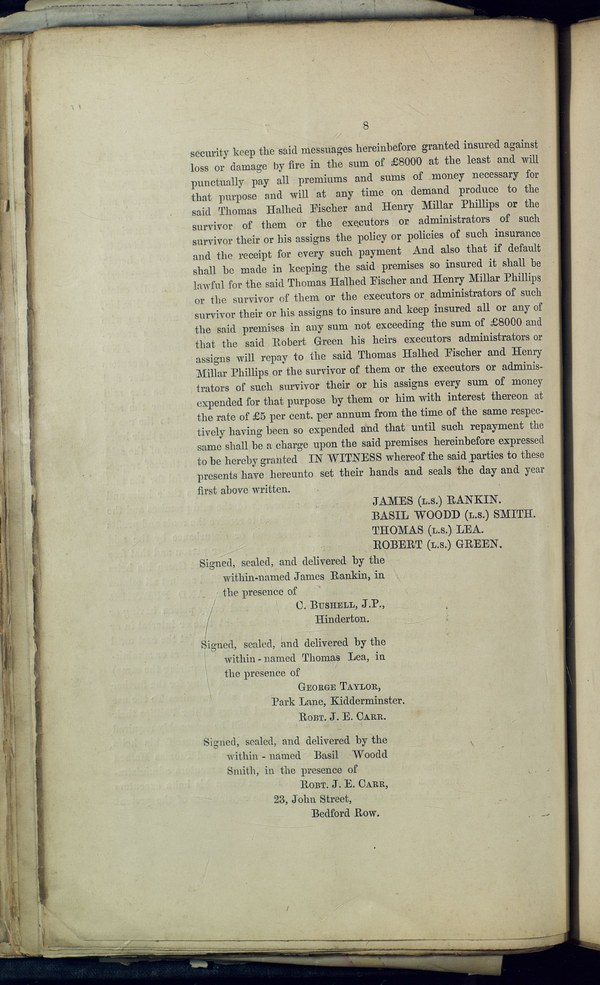 8
security keep the said messuages hereinbefore granted insured against
loss or damage by fire in the sum of £8000 at the least and will
punctually pay all premiums and sums of money necessary for
that purpose and will at any time on demand produce to the
said Thomas Halhed Fischer and Henry Millar Phillips or the
survivor of them or the executors or administrators of such
survivor their or his assigns the policy or policies of such insurance
and the receipt for every such payment And also that if default
shall be made in keeping the said premises so insured it shall be
lawful for the said Thomas Halhed Fischer and Henry Millar Phillips
or the survivor of them or the executors or administrators of such
survivor their or his assigns to insure and keep insured all or any of
the said premises in any sum not exceeding the sum of £8000 and
that the said Robert Green his heirs executors administrators or
assigns will repay to the said Thomas Halhed Fischer and Henry
Millar Phillips or the survivor of them or the executors or adminis-
trators of such survivor their or his assigns every sum of money
expended for that purpose by them or him with interest thereon at
the rate of £5 per cent. per annum from the time of the same respec-
tively having been so expended and that until such repayment the
same shall be a charge upon the said premises hereinbefore expressed
to be hereby granted IN WITNESS whereof the said parties to these
presents have hereunto set their hands and seals the day and year
first above written.
JAMES (L.S.) RANKIN.
BASIL WOODD (L.S.) SMITH.
THOMAS (L.S.) LEA.
ROBERT (L.S.) GREEN.
Signed, sealed, and delivered by the
within-named James Rankin, in
the presence of
C. BUSHELL, J.P.,
Hinderton.
Signed, sealed, and delivered by the
within-named Thomas Lea, in
the presence of
GEORGE TAYLOR,
Park Lane, Kidderminster.
ROBT. J. E. CARR.
Signed, sealed, and delivered by the
within-named Basil Woodd
Smith, in the presence of
ROBT. J. E. CARR,
23, John Street,
Bedford Row.